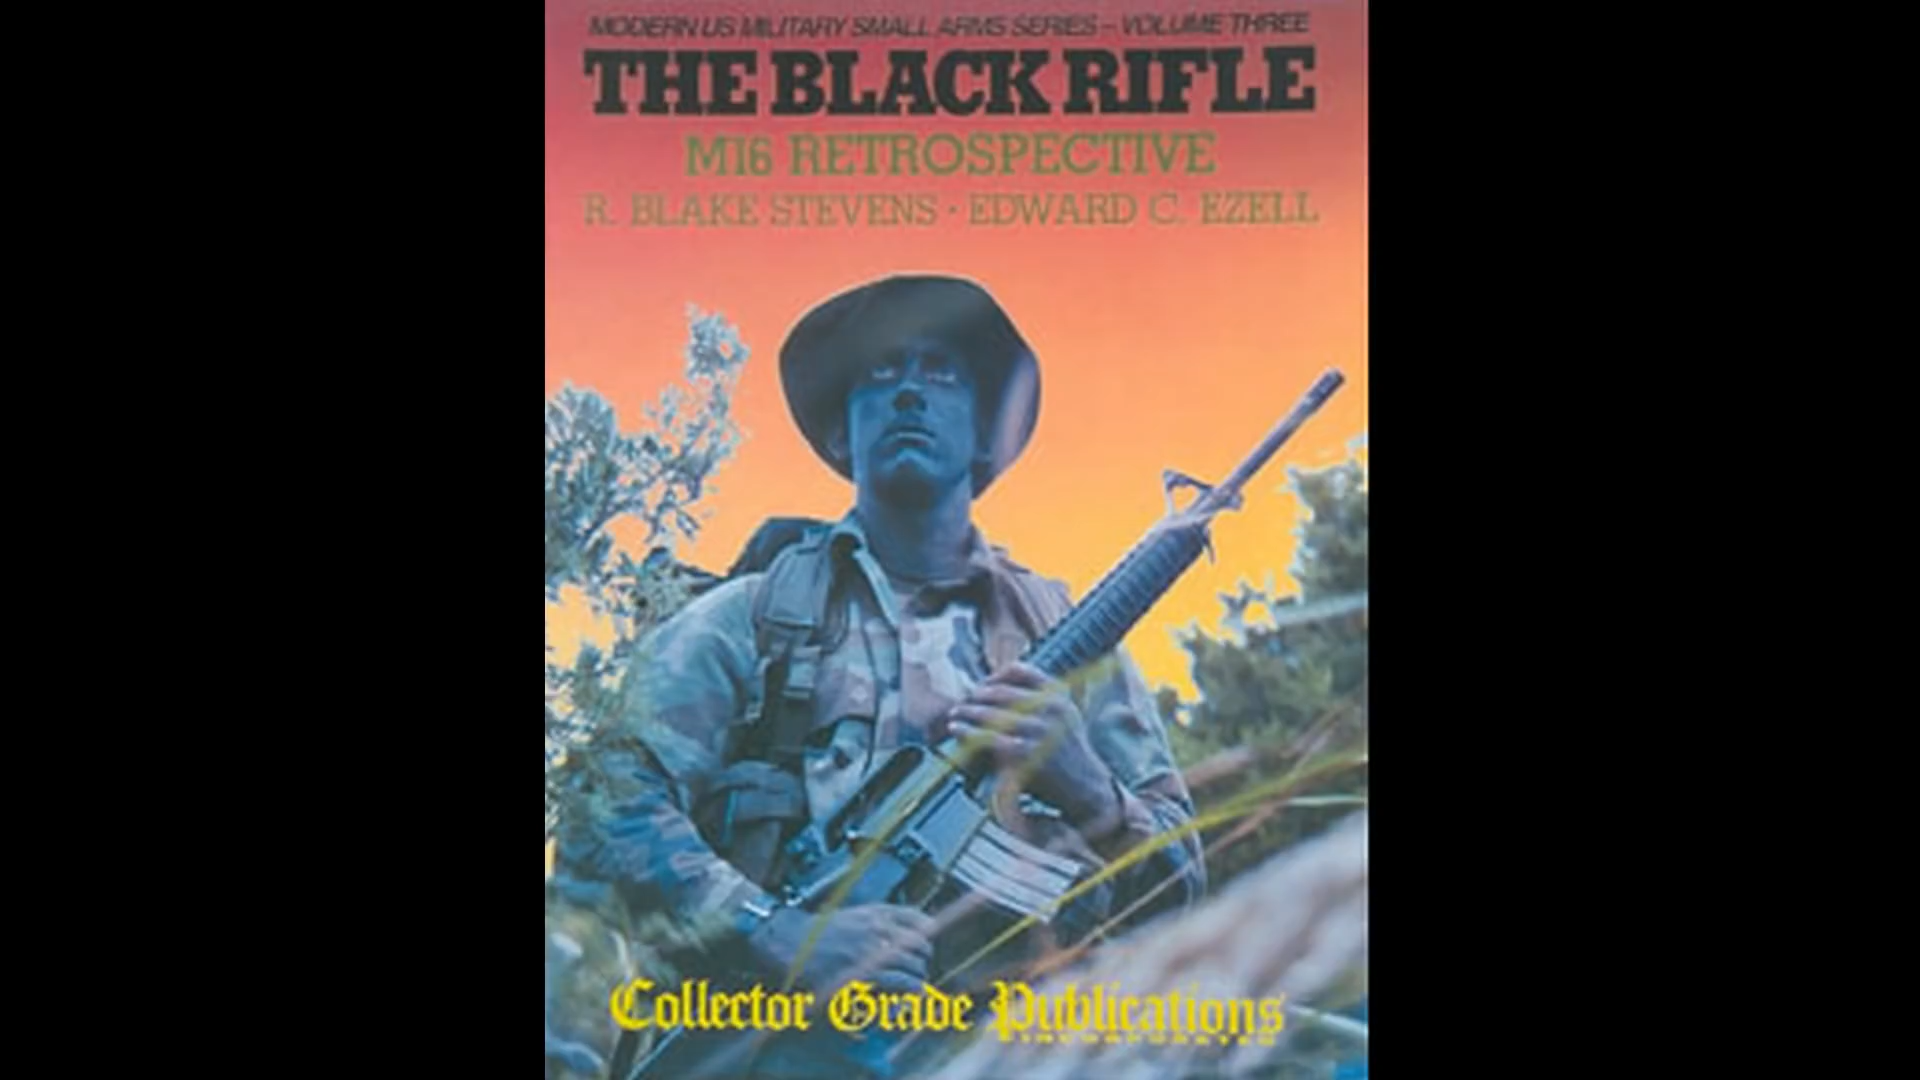 MODERN US MILITARY SMALL ARMS SERIES – VOLUME THREE
THE BLACK RIFLE
M16 RETROSPECTIVE
R. BLAKE STEVENS · EDWARD C. EZELL
Collector Grade Publications
INCORPORATED